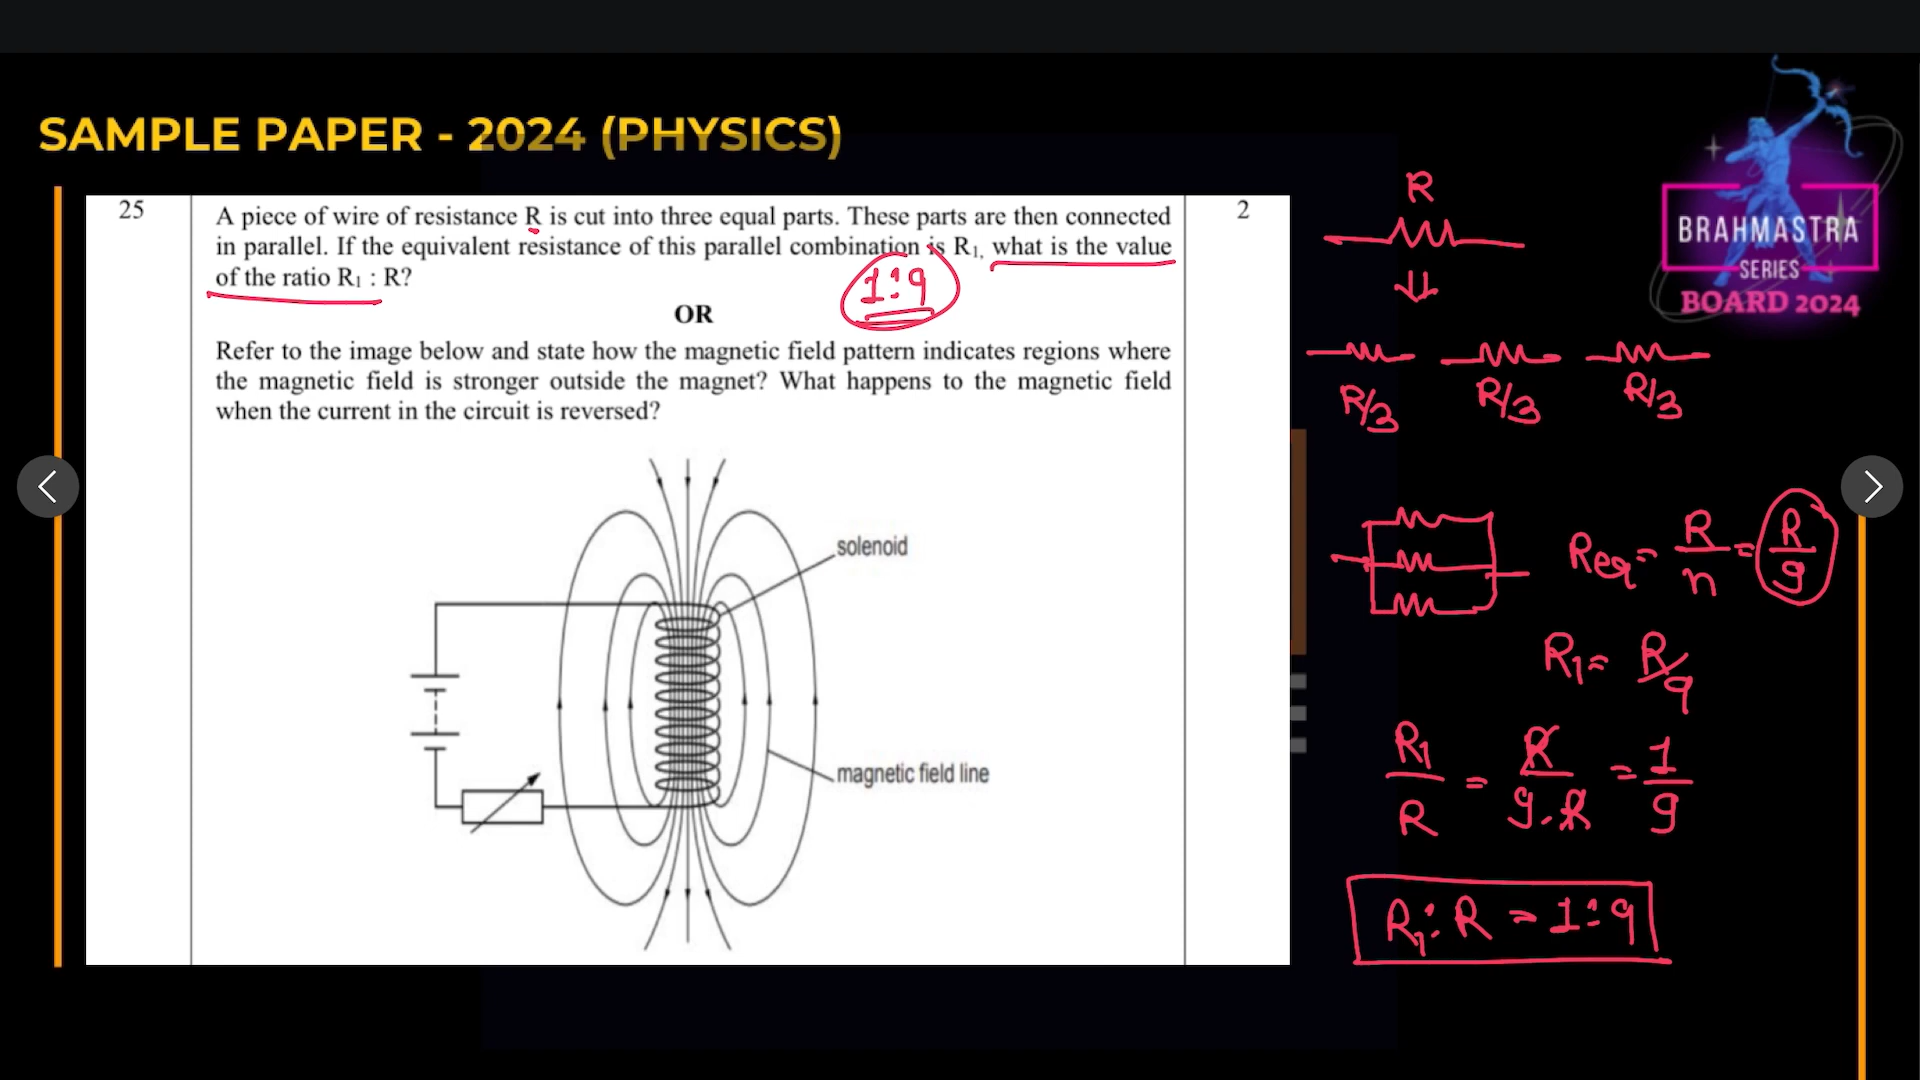 SAMPLE PAPER - 2024 (PHYSICS)
25
A piece of wire of resistance R is cut into three equal parts. These parts are then connected
in parallel. If the equivalent resistance of this parallel combination is R₁, what is the value
of the ratio R₁ : R?
2
1:9
OR
Refer to the image below and state how the magnetic field pattern indicates regions where
the magnetic field is stronger outside the magnet? What happens to the magnetic field
when the current in the circuit is reversed?
solenoid
magnetic field line
R
R/3 R/3 R/3
Req = R/n = R/9
R₁ = R/9
R₁/R = R/9.R = 1/9
R₁:R = 1:9
BRAHMASTRA
SERIES
BOARD 2024